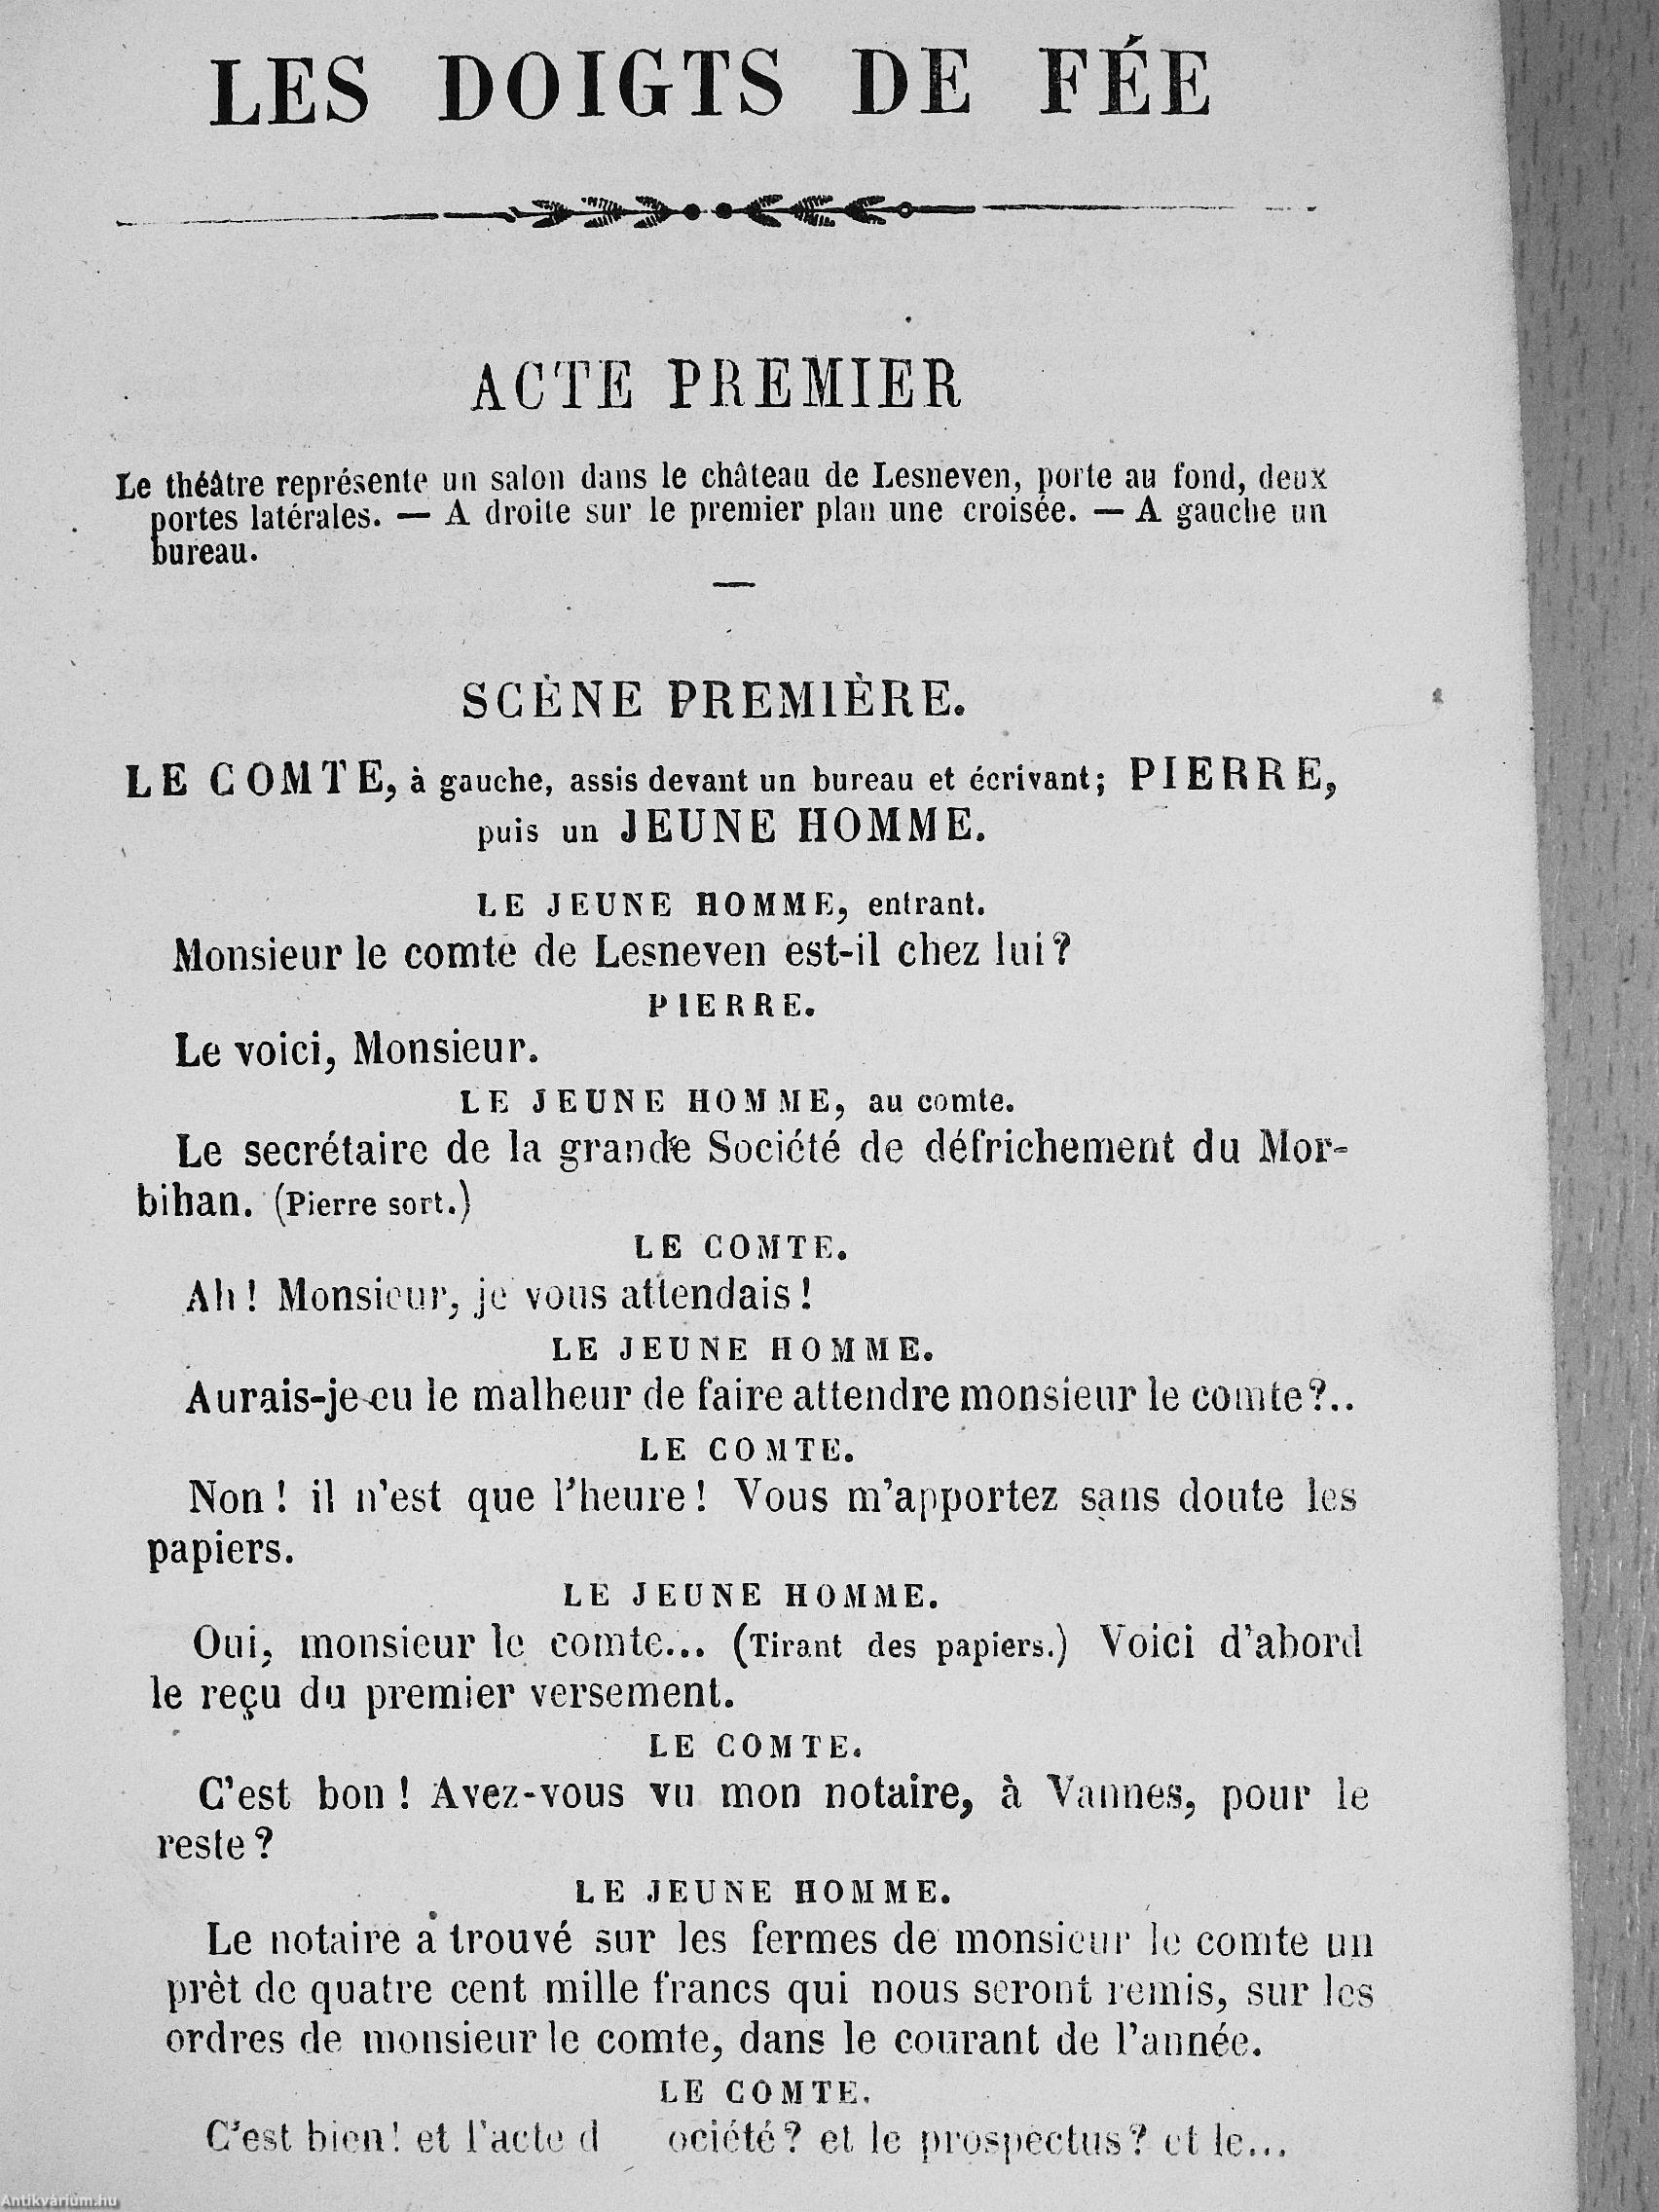 LES DOIGTS DE FÉE
ACTE PREMIER
Le théâtre représente un salon dans le château de Lesneven, porte au fond, deux
portes latérales. — A droite sur le premier plan une croisée. — A gauche un
bureau.
SCÈNE PREMIÈRE.
LE COMTE, à gauche, assis devant un bureau et écrivant; PIERRE,
puis un JEUNE HOMME.
LE JEUNE HOMME, entrant.
Monsieur le comte de Lesneven est-il chez lui?
PIERRE.
Le voici, Monsieur.
LE JEUNE HOMME, au comte.
Le secrétaire de la grande Société de défrichement du Mor-
bihan. (Pierre sort.)
LE COMTE.
Ah! Monsieur, je vous attendais!
LE JEUNE HOMME.
Aurais-je eu le malheur de faire attendre monsieur le comte?..
LE COMTE.
Non! il n'est que l'heure! Vous m'apportez sans doute les
papiers.
LE JEUNE HOMME.
Oui, monsieur le comte... (Tirant des papiers.) Voici d'abord
le reçu du premier versement.
LE COMTE.
C'est bon! Avez-vous vu mon notaire, à Vannes, pour le
reste?
LE JEUNE HOMME.
Le notaire a trouvé sur les fermes de monsieur le comte un
prèt de quatre cent mille francs qui nous seront remis, sur les
ordres de monsieur le comte, dans le courant de l'année.
LE COMTE.
C'est bien! et l'acte d ociété? et le prospectus? et le...
Antikvárium.hu